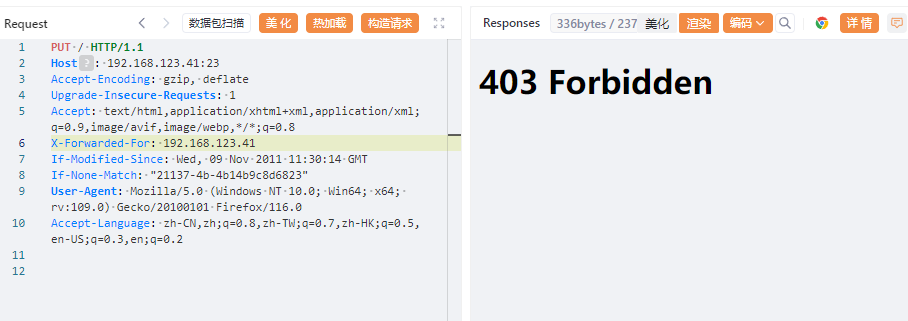 Request
数据包扫描
美化
热加载
构造请求
1 PUT / HTTP/1.1
2 Host ? : 192.168.123.41:23
3 Accept-Encoding: gzip, deflate
4 Upgrade-Insecure-Requests: 1
5 Accept: text/html,application/xhtml+xml,application/xml;
q=0.9,image/avif,image/webp,*/*;q=0.8
6 X-Forwarded-For: 192.168.123.41
7 If-Modified-Since: Wed, 09 Nov 2011 11:30:14 GMT
8 If-None-Match: "21137-4b-4b14b9c8d6823"
9 User-Agent: Mozilla/5.0 (Windows NT 10.0; Win64; x64;
rv:109.0) Gecko/20100101 Firefox/116.0
10 Accept-Language: zh-CN,zh;q=0.8,zh-TW;q=0.7,zh-HK;q=0.5,
en-US;q=0.3,en;q=0.2
11
12
Responses
336bytes / 237
美化
渲染
编码
详情
403 Forbidden